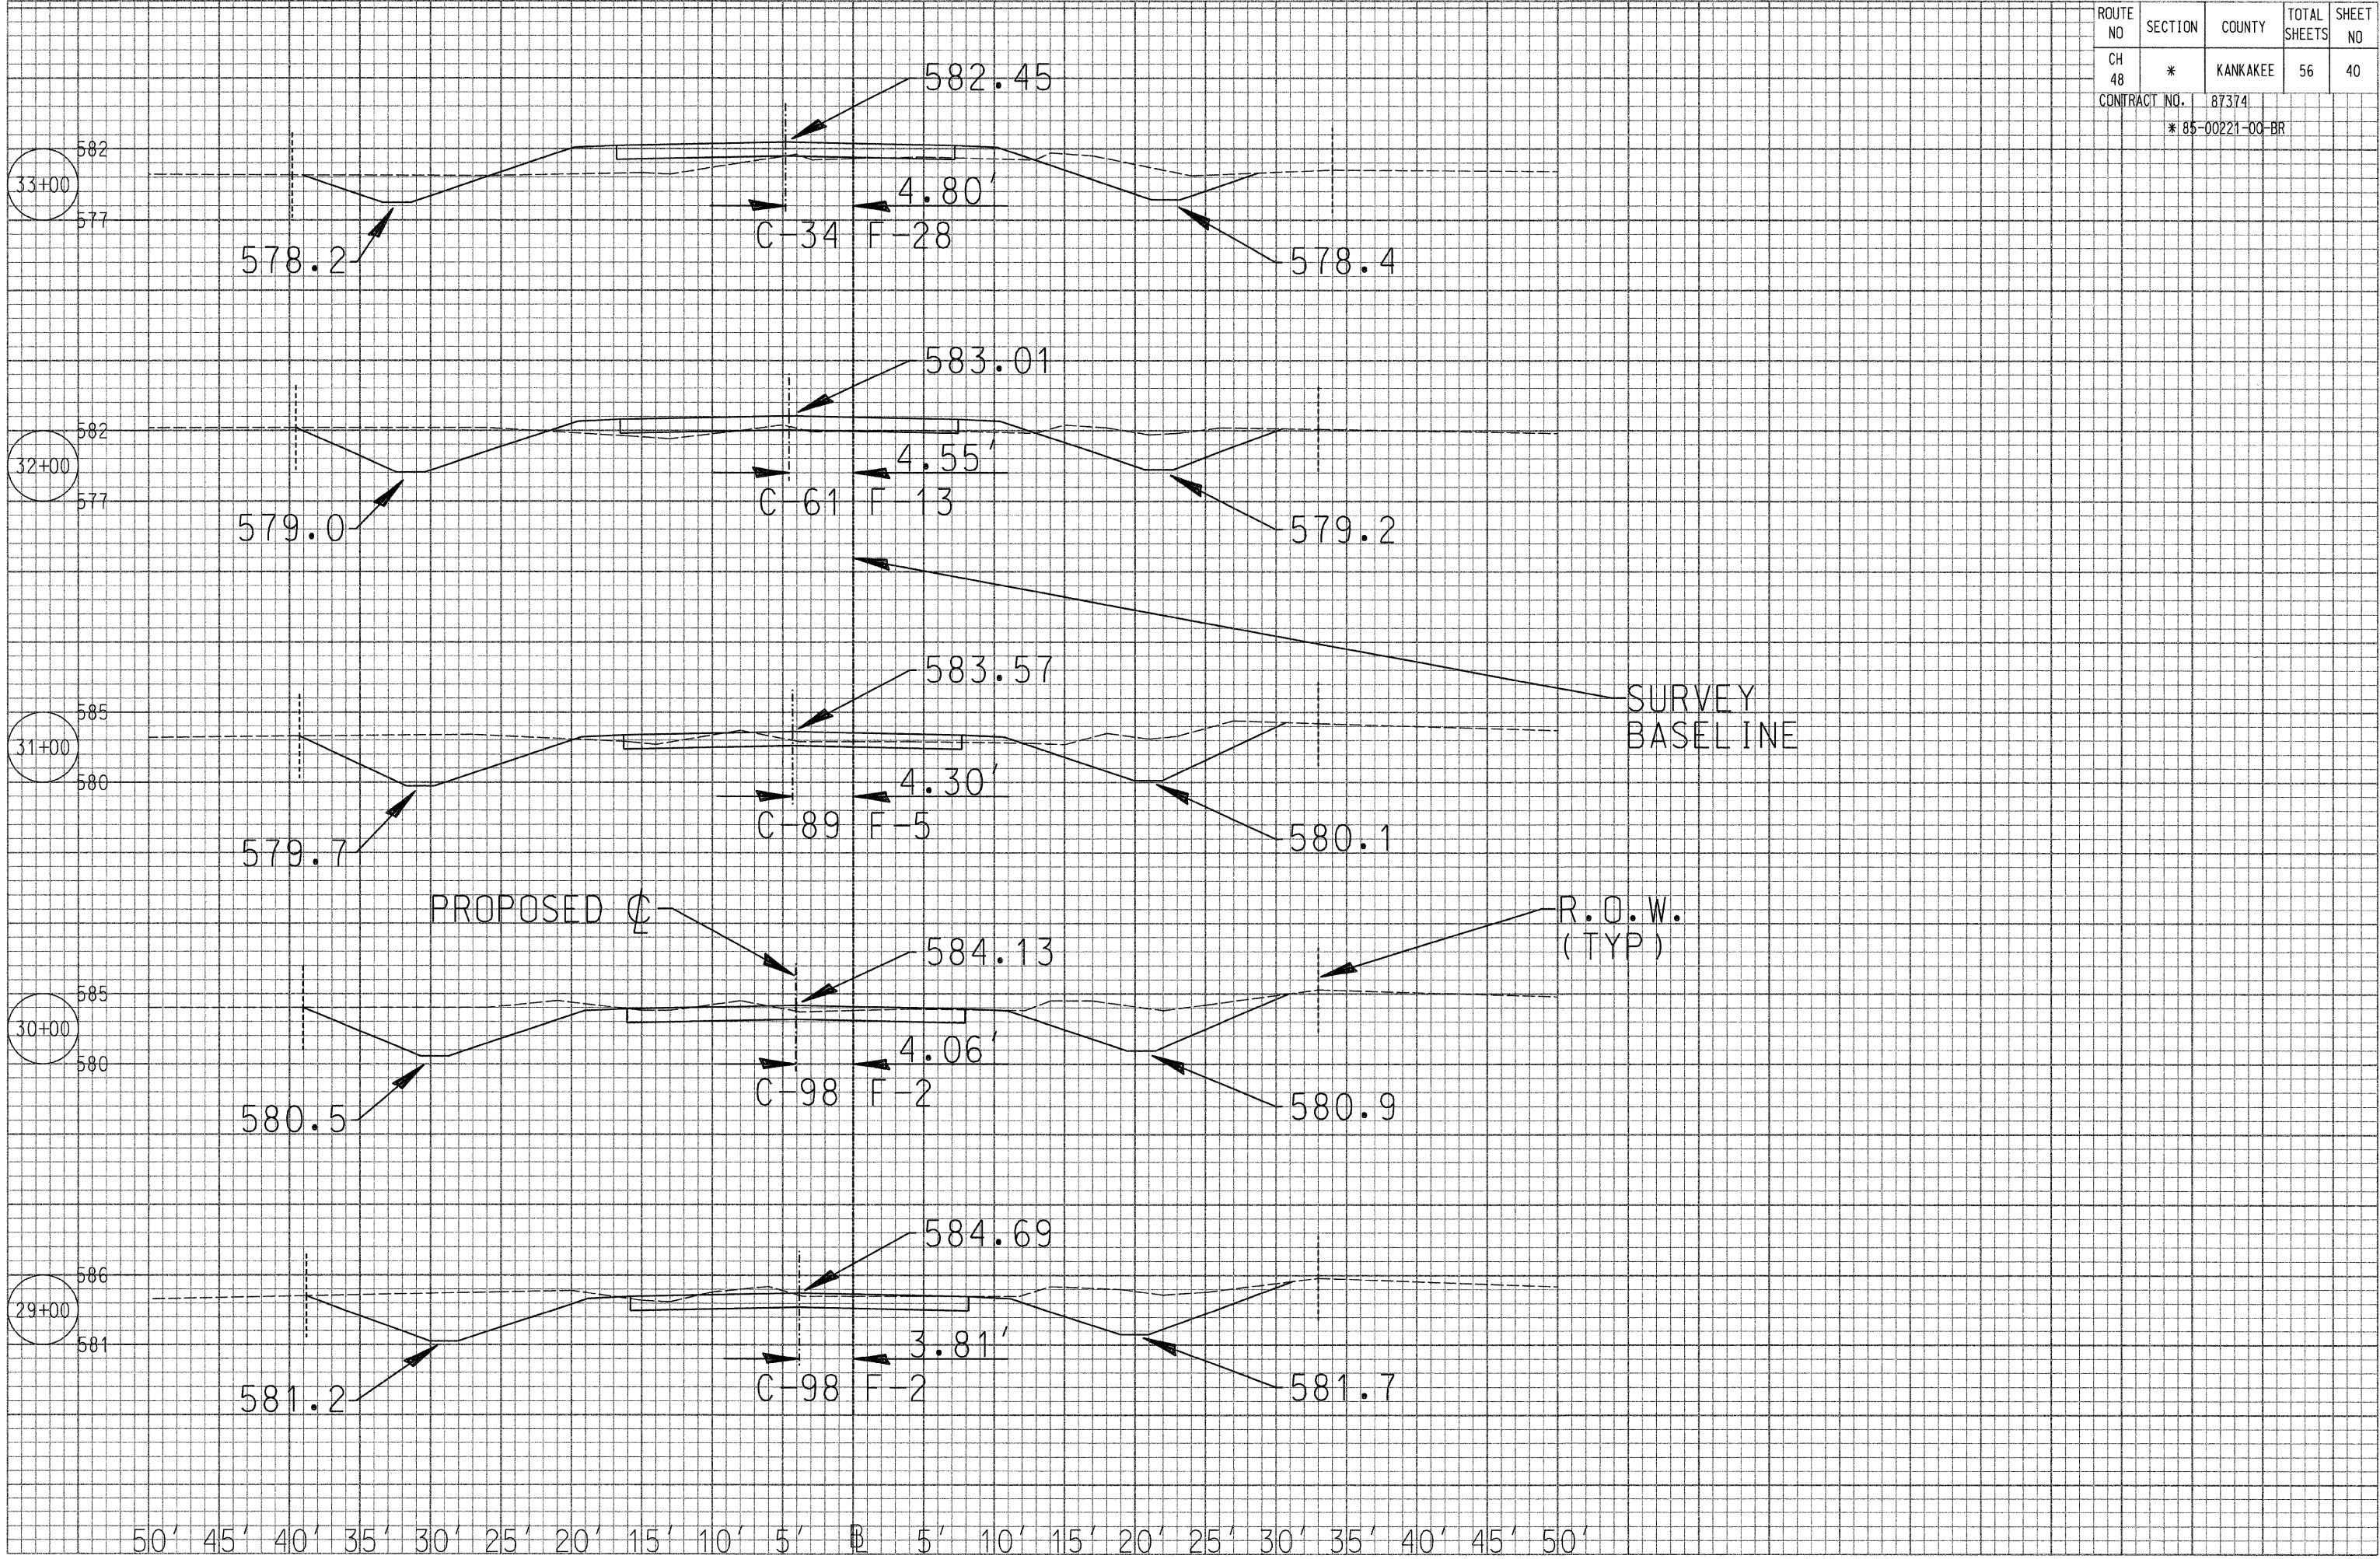 ROUTE NO SECTION COUNTY TOTAL SHEETS SHEET NO
CH 48 * KANKAKEE 56 40
CONTRACT NO. 87374
* 85-00221-00-BR
582.45
582
33+00
577
4.80'
C-34 F-28
578.2
578.4
583.01
582
32+00
577
4.55'
C-61 F-13
579.0
579.2
583.57
SURVEY
BASELINE
585
31+00
580
4.30'
C-89 F-5
579.7
580.1
PROPOSED ℄
R.O.W.
(TYP)
584.13
585
30+00
580
4.06'
C-98 F-2
580.5
580.9
584.69
586
29+00
581
3.81'
C-98 F-2
581.2
581.7
50' 45' 40' 35' 30' 25' 20' 15' 10' 5' BL 5' 10' 15' 20' 25' 30' 35' 40' 45' 50'